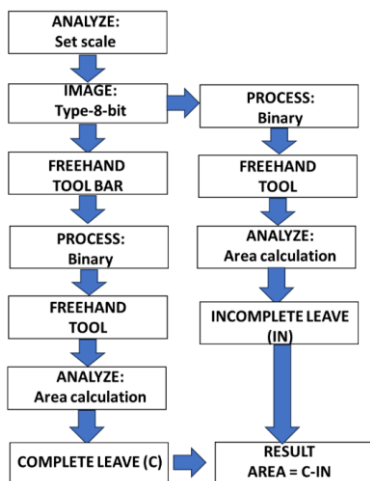 ANALYZE:
Set scale
IMAGE:
Type-8-bit
FREEHAND
TOOL BAR
PROCESS:
Binary
FREEHAND
TOOL
ANALYZE:
Area calculation
COMPLETE LEAVE (C)
PROCESS:
Binary
FREEHAND
TOOL
ANALYZE:
Area calculation
INCOMPLETE LEAVE
(IN)
RESULT
AREA = C-IN